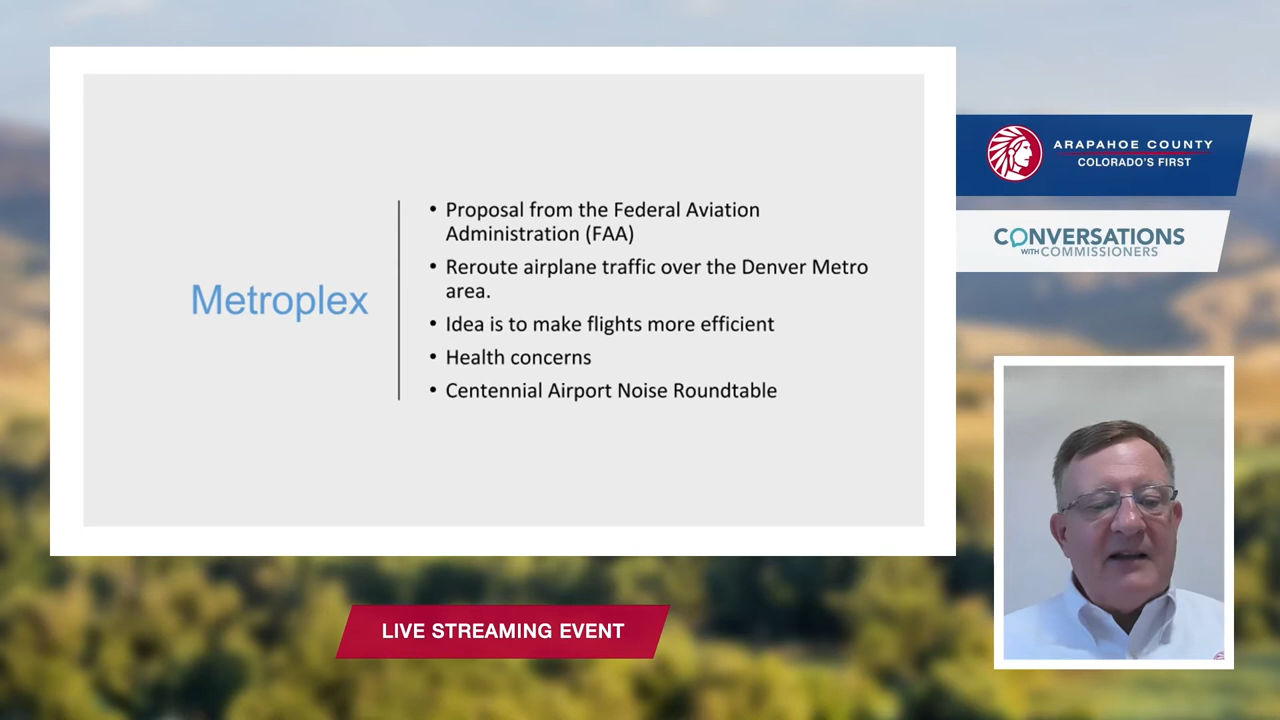 Metroplex
• Proposal from the Federal Aviation
Administration (FAA)
• Reroute airplane traffic over the Denver Metro
area.
• Idea is to make flights more efficient
• Health concerns
• Centennial Airport Noise Roundtable
ARAPAHOE COUNTY
COLORADO'S FIRST
CONVERSATIONS
WITH COMMISSIONERS
LIVE STREAMING EVENT